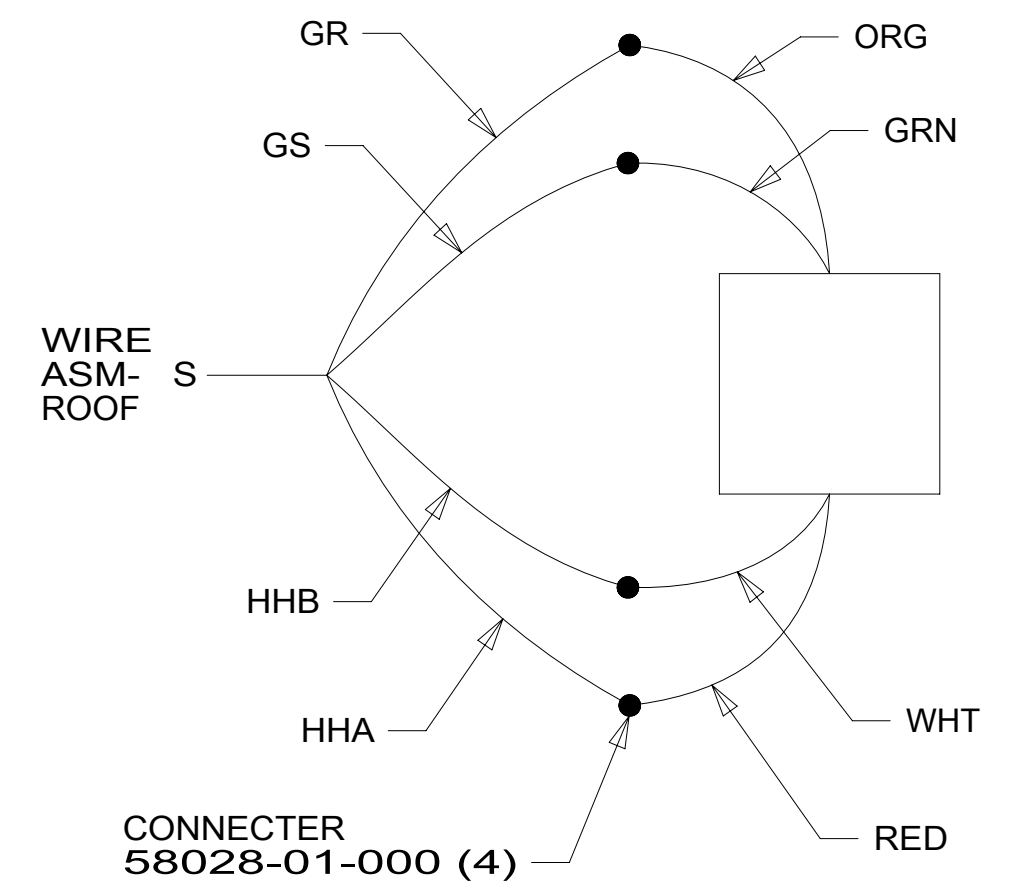 GR
ORG
GS
GRN
WIRE
ASM-
ROOF
S
HHB
HHA
WHT
RED
CONNECTER
58028-01-000 (4)